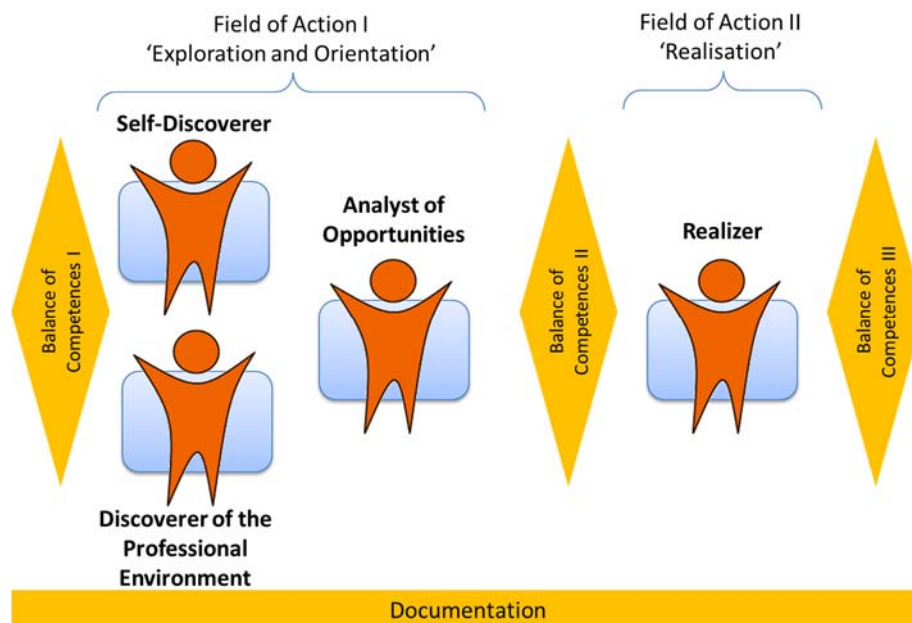 Field of Action I
‘Exploration and Orientation’
Field of Action II
‘Realisation’
Self-Discoverer
Analyst of
Opportunities
Realizer
Balance of
Competences I
Balance of
Competences II
Balance of
Competences III
Discoverer of the
Professional
Environment
Documentation